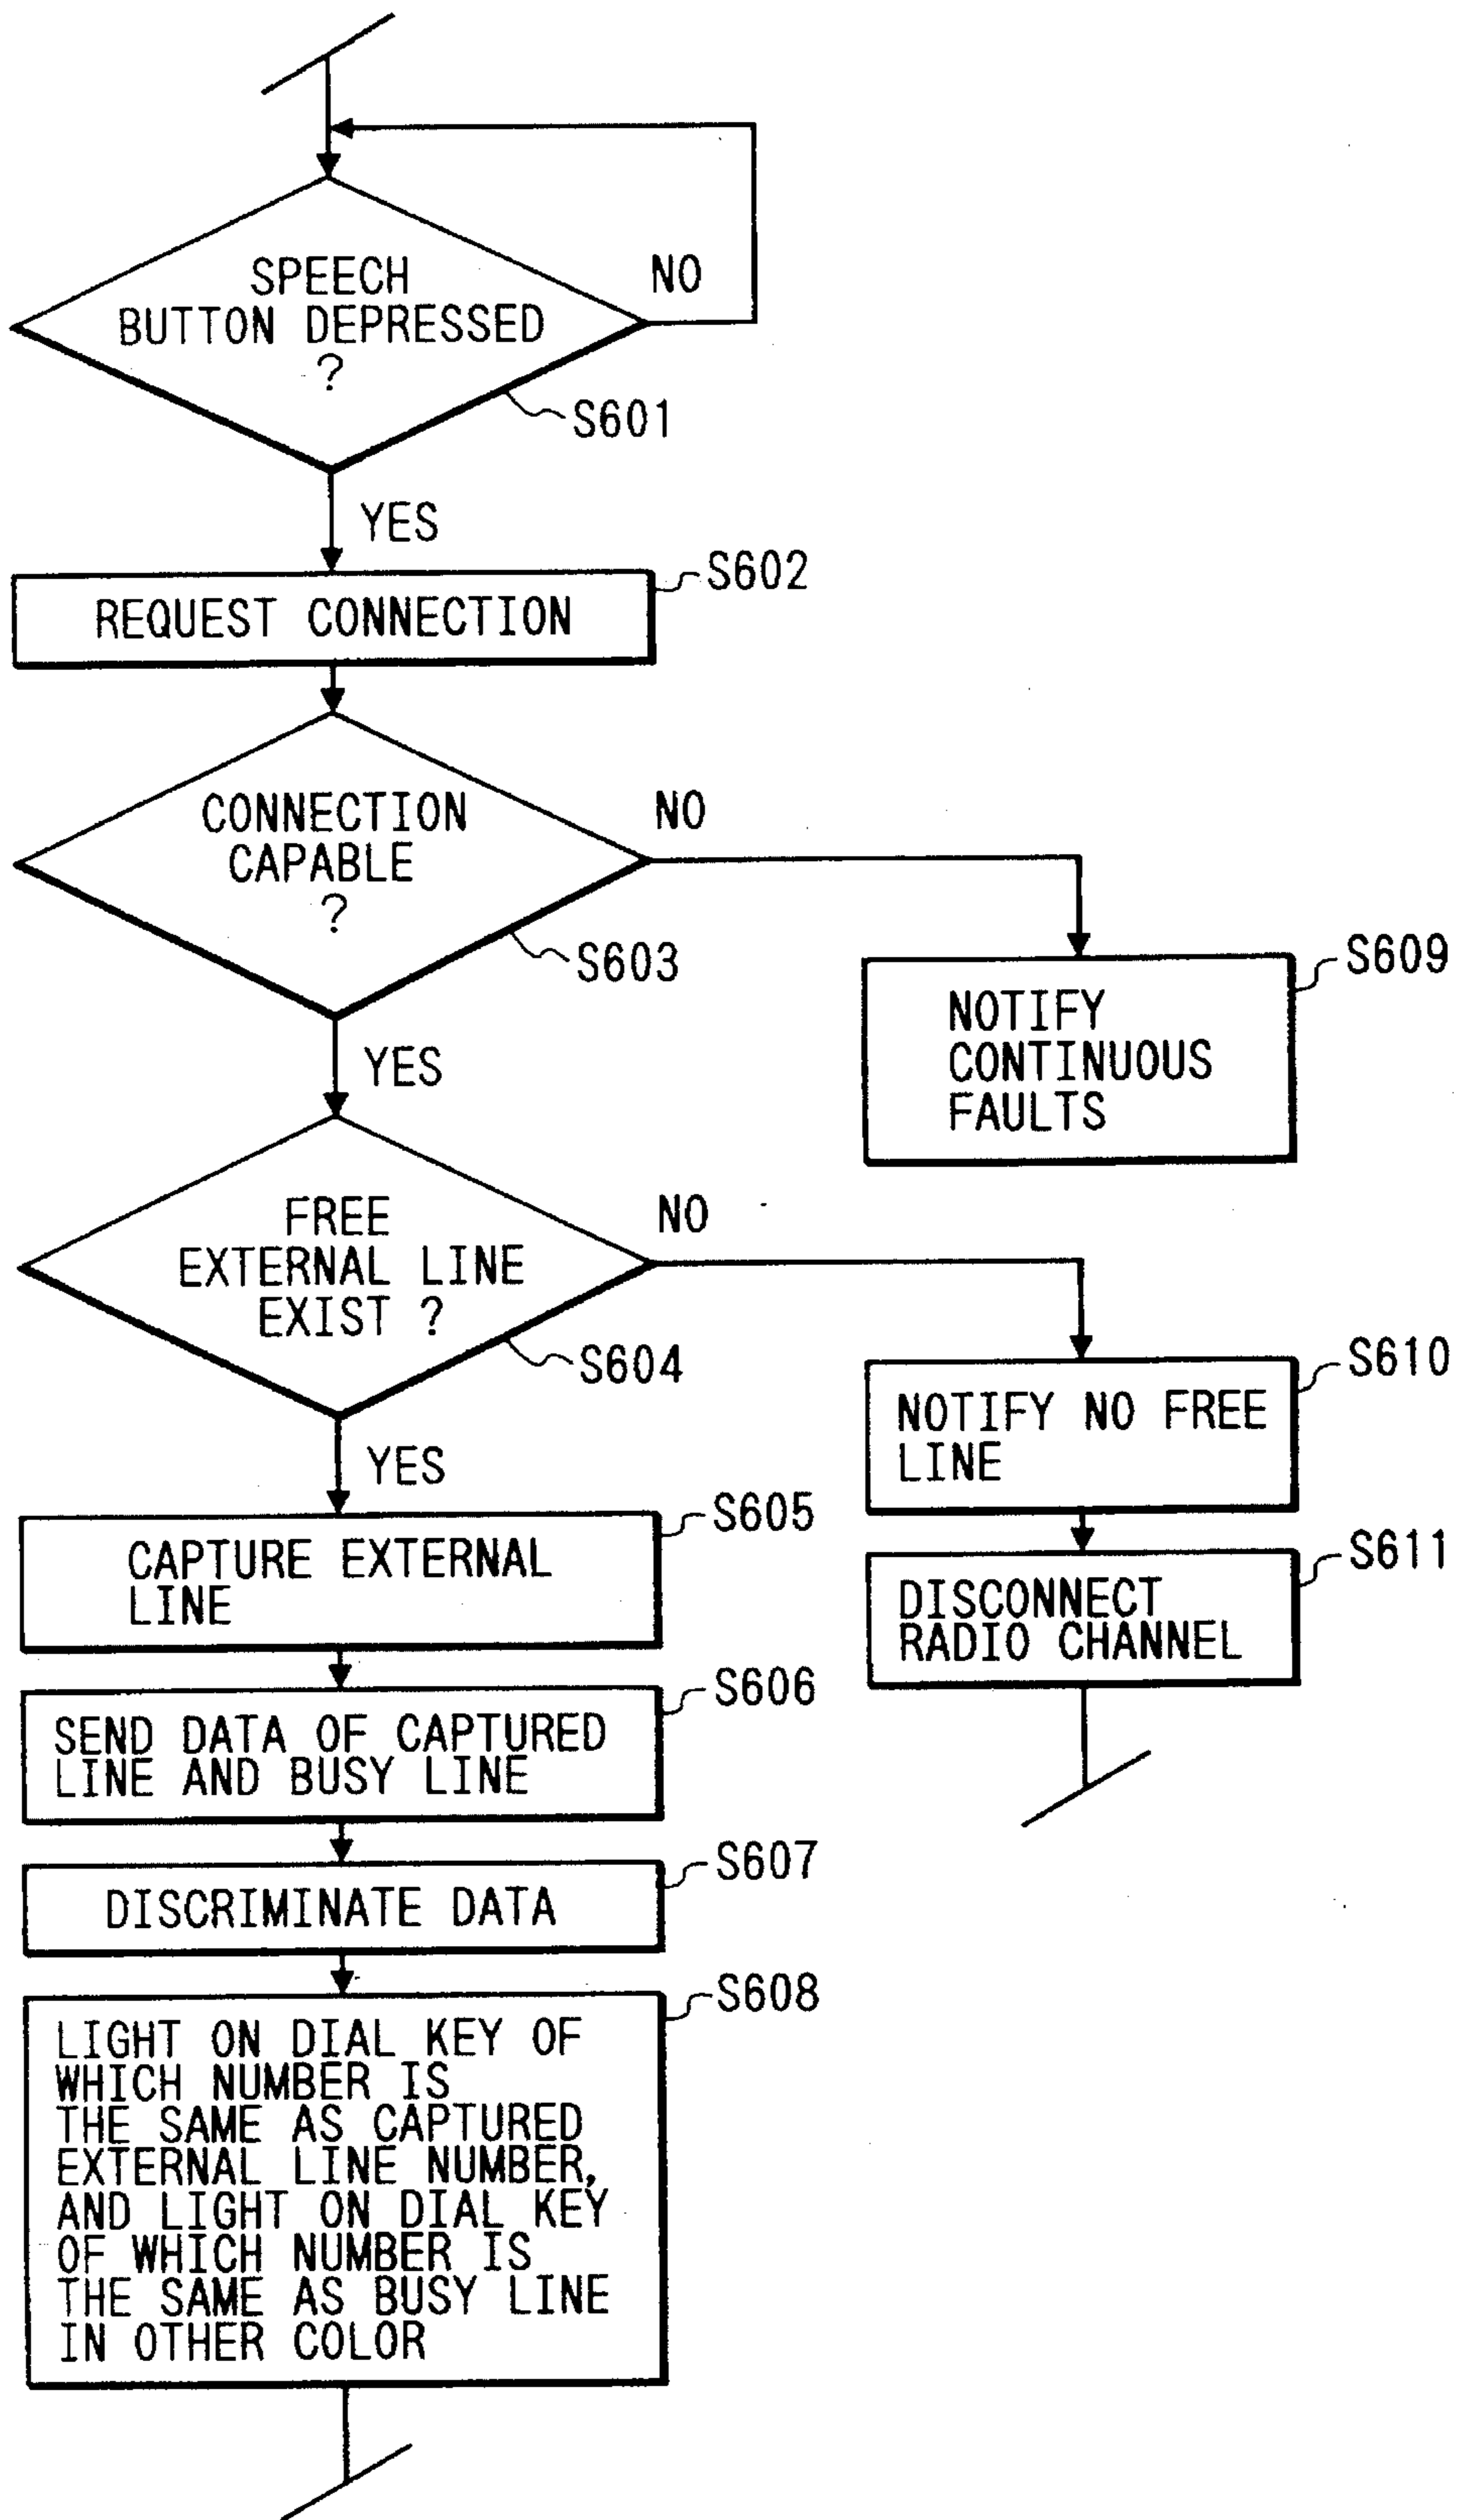 SPEECH
BUTTON DEPRESSED
?
NO
S601
YES
S602
REQUEST CONNECTION
CONNECTION
CAPABLE
?
NO
S603
YES
S609
NOTIFY
CONTINUOUS
FAULTS
FREE
EXTERNAL LINE
EXIST ?
NO
S604
YES
S610
NOTIFY NO FREE
LINE
S605
CAPTURE EXTERNAL
LINE
S611
DISCONNECT
RADIO CHANNEL
S606
SEND DATA OF CAPTURED
LINE AND BUSY LINE
S607
DISCRIMINATE DATA
S608
LIGHT ON DIAL KEY OF
WHICH NUMBER IS
THE SAME AS CAPTURED
EXTERNAL LINE NUMBER,
AND LIGHT ON DIAL KEY
OF WHICH NUMBER IS
THE SAME AS BUSY LINE
IN OTHER COLOR